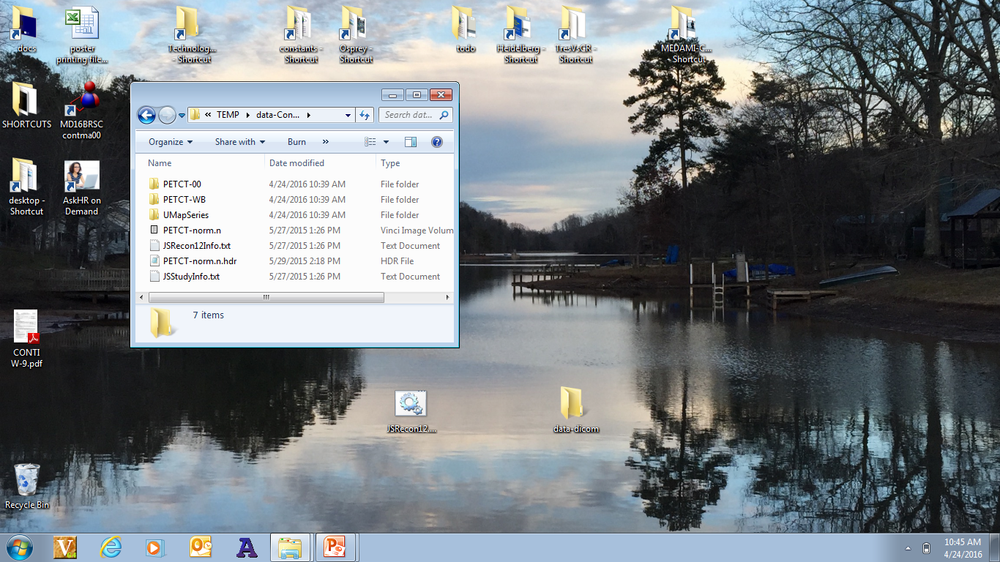 docs
poster
printing file...
Technolog...
- Shortcut
constants -
Shortcut
Osprey -
Shortcut
todo
Heidelberg -
Shortcut
TresVsCR -
Shortcut
MEDAMI-C...
- Shortcut
SHORTCUTS
MD16BRSC
contma00
desktop -
Shortcut
AskHR on
Demand
« TEMP data-Con...
Search dat...
Organize Share with Burn »
Name Date modified Type
PETCT-00 4/24/2016 10:39 AM File folder
PETCT-WB 4/24/2016 10:39 AM File folder
UMapSeries 4/24/2016 10:39 AM File folder
PETCT-norm.n 5/27/2015 1:26 PM Vinci Image Volum
JSRecon12Info.txt 5/27/2015 1:26 PM Text Document
PETCT-norm.n.hdr 5/29/2015 2:18 PM HDR File
JSStudyInfo.txt 5/27/2015 1:26 PM Text Document
7 items
CONTI
W-9.pdf
JSRecon12....
data-dicom
Recycle Bin
10:45 AM
4/24/2016